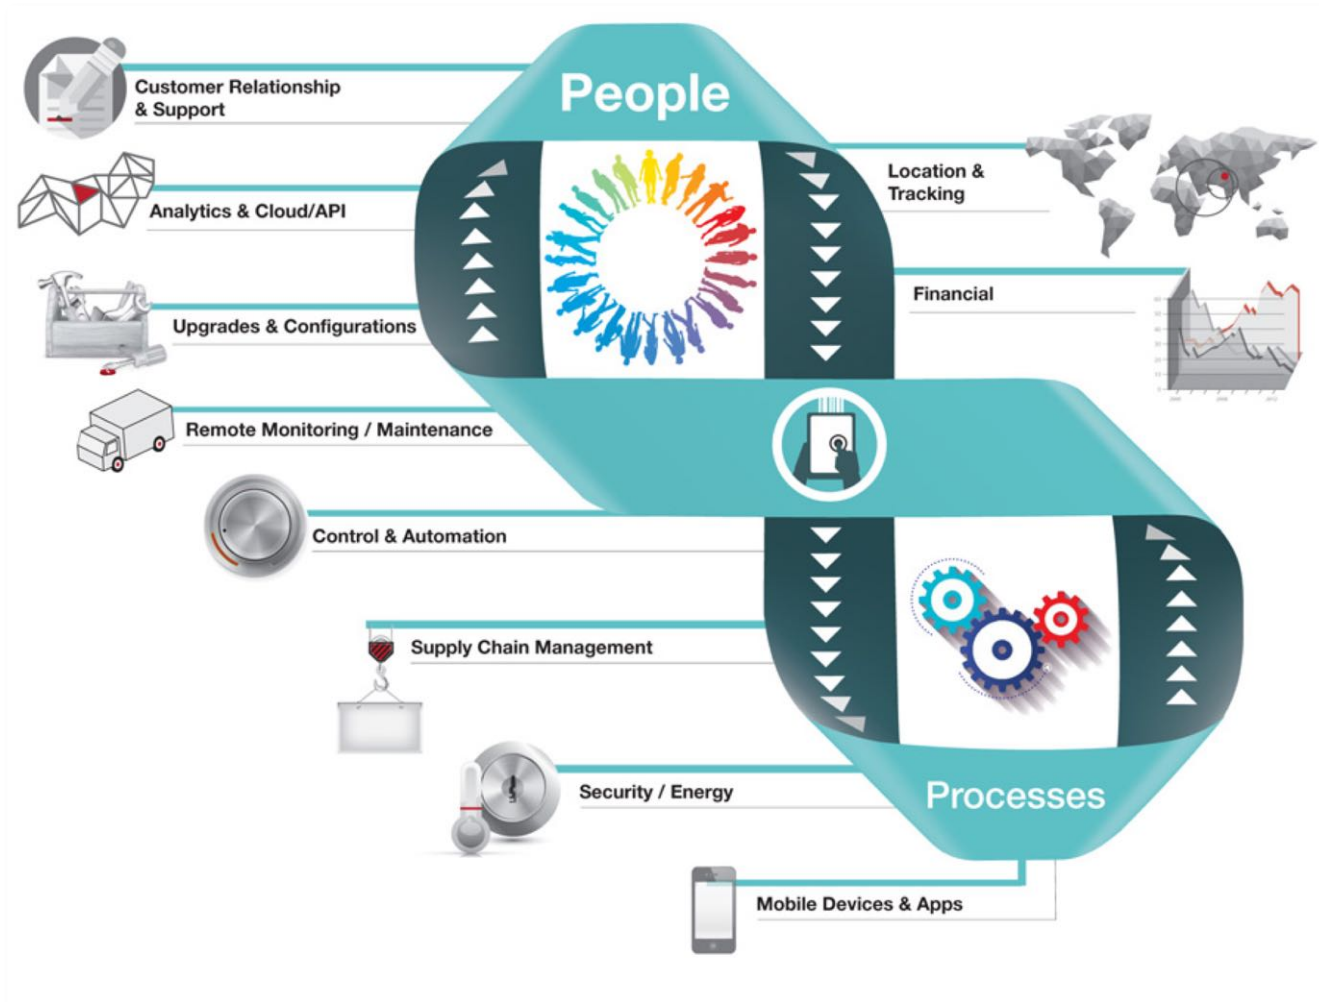 People
Customer Relationship
& Support
Location &
Tracking
Analytics & Cloud/API
Financial
Upgrades & Configurations
Remote Monitoring / Maintenance
Control & Automation
Supply Chain Management
Security / Energy
Processes
Mobile Devices & Apps